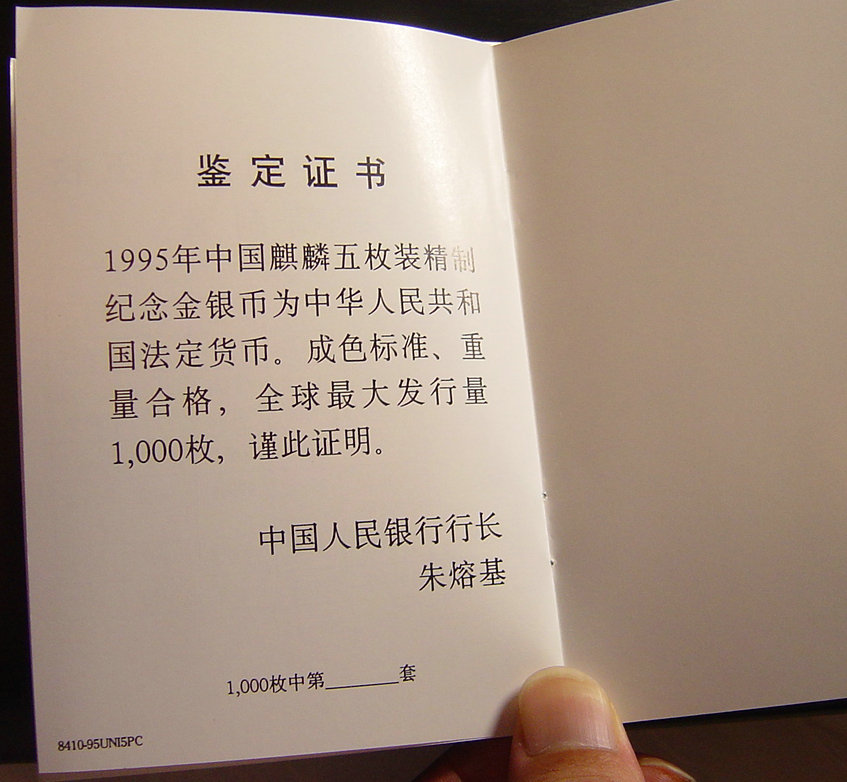 鉴定证书
1995年中国麒麟五枚装精制
纪念金银币为中华人民共和
国法定货币。成色标准、重
量合格，全球最大发行量
1,000枚，谨此证明。
中国人民银行行长
朱熔基
1,000枚中第________套
8410-95UNI5PC